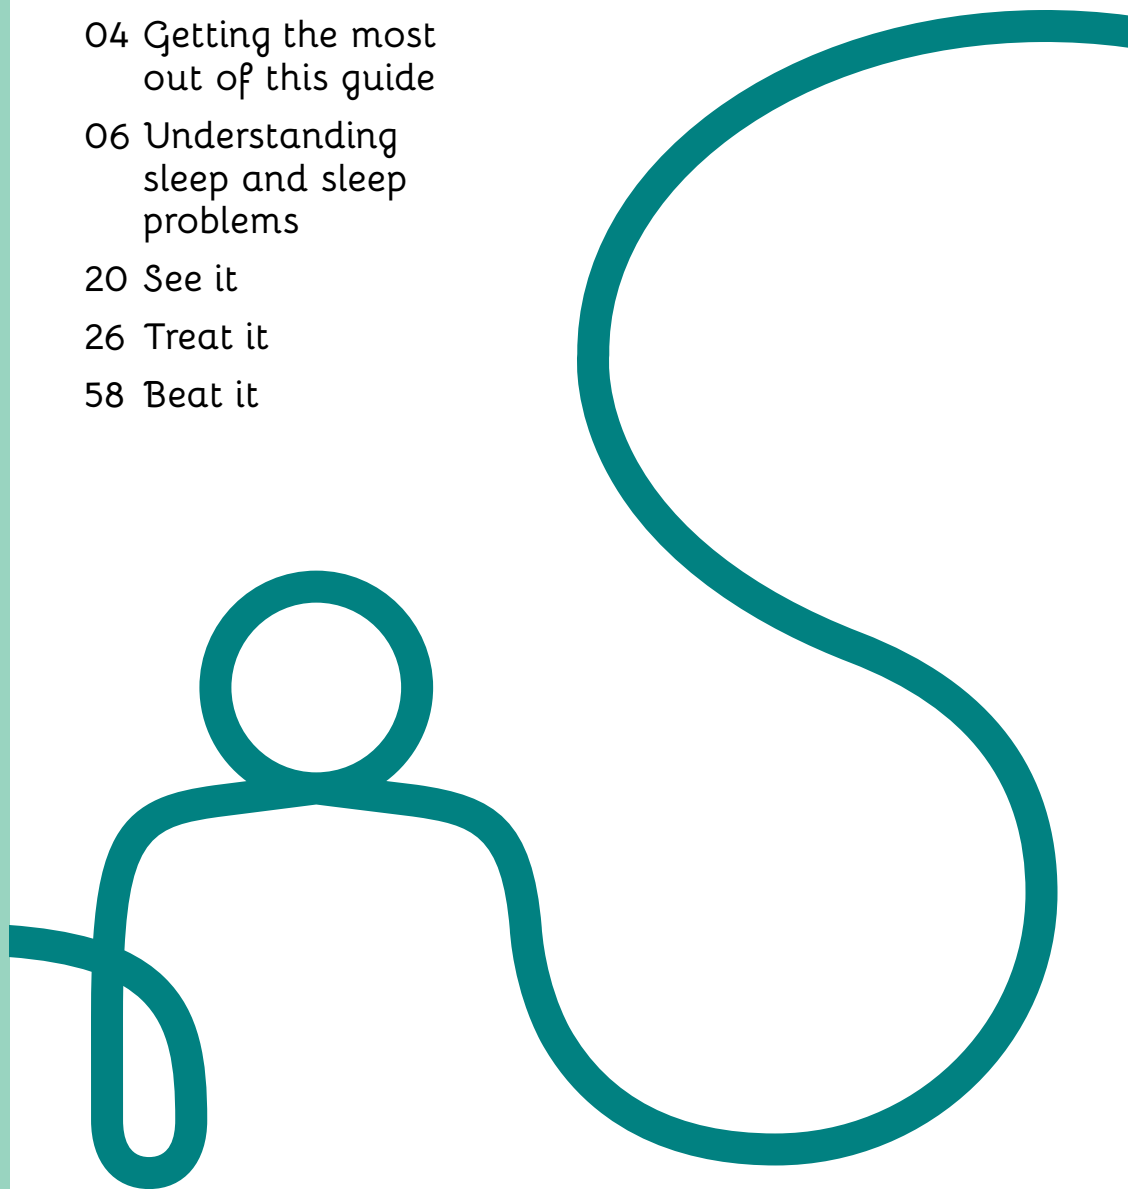 04 Getting the most
out of this guide
06 Understanding
sleep and sleep
problems
20 See it
26 Treat it
58 Beat it